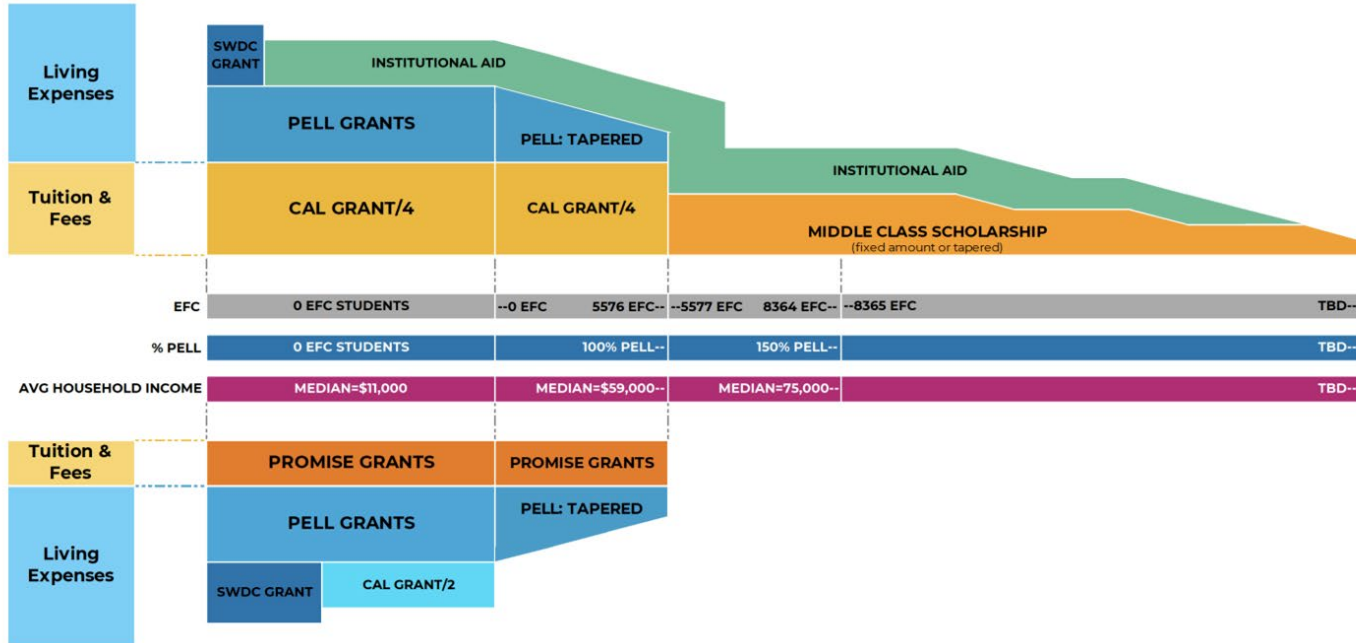 Living
Expenses
SWDC
GRANT
INSTITUTIONAL AID
PELL GRANTS
PELL: TAPERED
INSTITUTIONAL AID
Tuition &
Fees
CAL GRANT/4
CAL GRANT/4
MIDDLE CLASS SCHOLARSHIP
(fixed amount or tapered)
EFC
0 EFC STUDENTS
--0 EFC
5576 EFC--
--5577 EFC
8364 EFC--
--8365 EFC
TBD--
% PELL
0 EFC STUDENTS
100% PELL--
150% PELL--
TBD--
AVG HOUSEHOLD INCOME
MEDIAN=$11,000
MEDIAN=$59,000--
MEDIAN=75,000--
TBD--
Tuition &
Fees
PROMISE GRANTS
PROMISE GRANTS
Living
Expenses
PELL GRANTS
PELL: TAPERED
SWDC GRANT
CAL GRANT/2